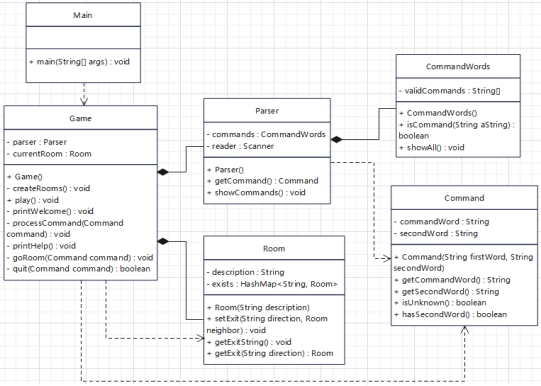 Main
+ main(String[] args) : void
Game
- parser : Parser
- currentRoom : Room
+ Game()
- createRooms() : void
+ play() : void
- printWelcome() : void
- processCommand(Command
command) : void
- printHelp() : void
- goRoom(Command command) : void
- quit(Command command) : boolean
Parser
- commands : CommandWords
- reader : Scanner
+ Parser()
+ getCommand() : Command
+ showCommands() : void
Room
- description : String
- exists : HashMap<String, Room>
+ Room(String description)
+ setExit(String direction, Room
neighbor) : void
+ getExitString() : void
+ getExit(String direction) : Room
CommandWords
- validCommands : String[]
+ CommandWords()
+ isCommand(String aString) :
boolean
+ showAll() : void
Command
- commandWord : String
- secondWord : String
+ Command(String firstWord, String
secondWord)
+ getCommandWord() : String
+ getSecondWord() : String
+ isUnknown() : boolean
+ hasSecondWord() : boolean